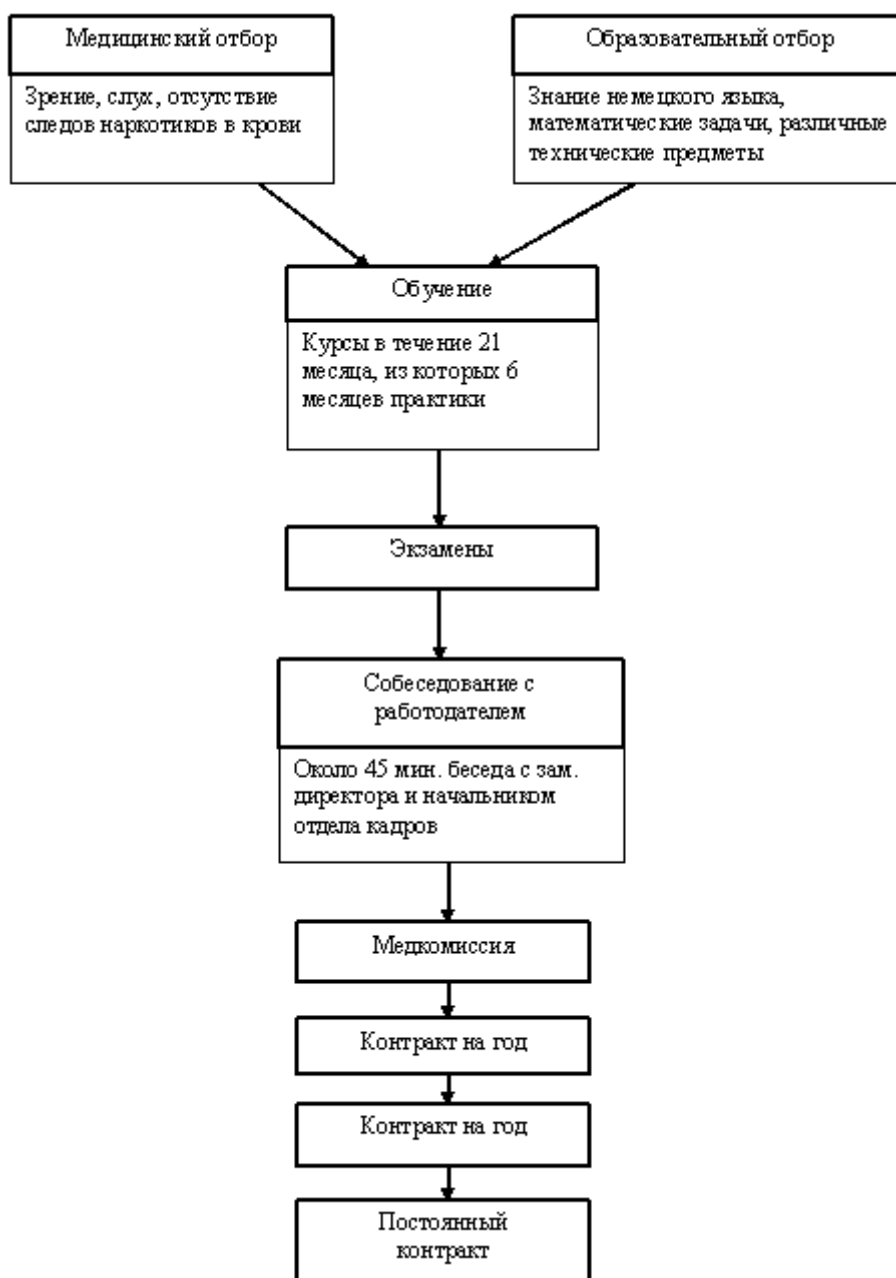 Медицинский отбор
Зрение, слух, отсутствие
следов наркотиков в крови
Образовательный отбор
Знание немецкого языка,
математические задачи, различные
технические предметы
Обучение
Курсы в течение 21
месяца, из которых 6
месяцев практики
Экзамены
Собеседование с
работодателем
Около 45 мин. беседа с зам.
директора и начальником
отдела кадров
Медкомиссия
Контракт на год
Контракт на год
Постоянный
контракт